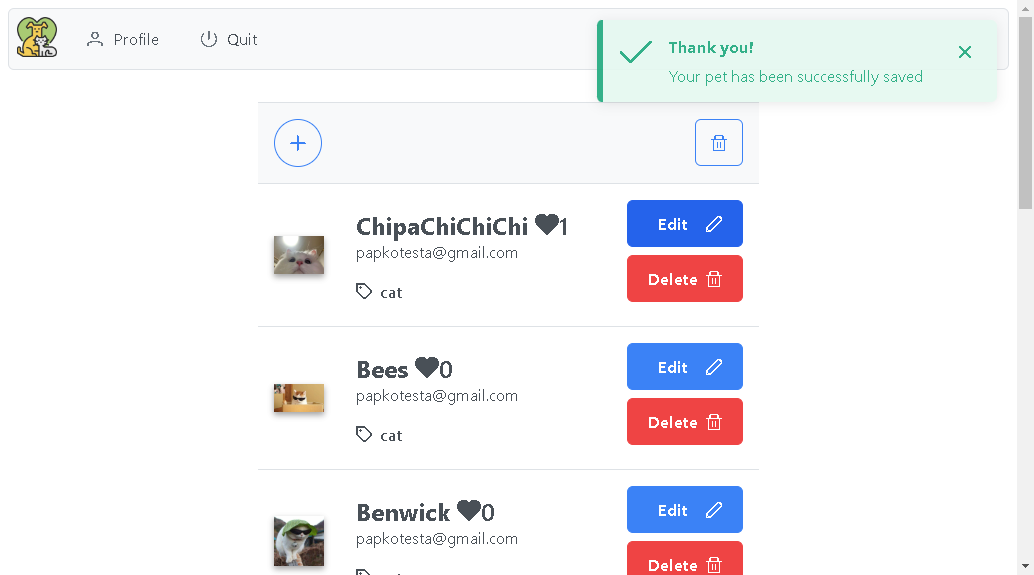 Profile
Quit
Thank you!
Your pet has been successfully saved
ChipaChiChiChi 1
papkotesta@gmail.com
cat
Edit
Delete
Bees 0
papkotesta@gmail.com
cat
Edit
Delete
Benwick 0
papkotesta@gmail.com
Edit
Delete